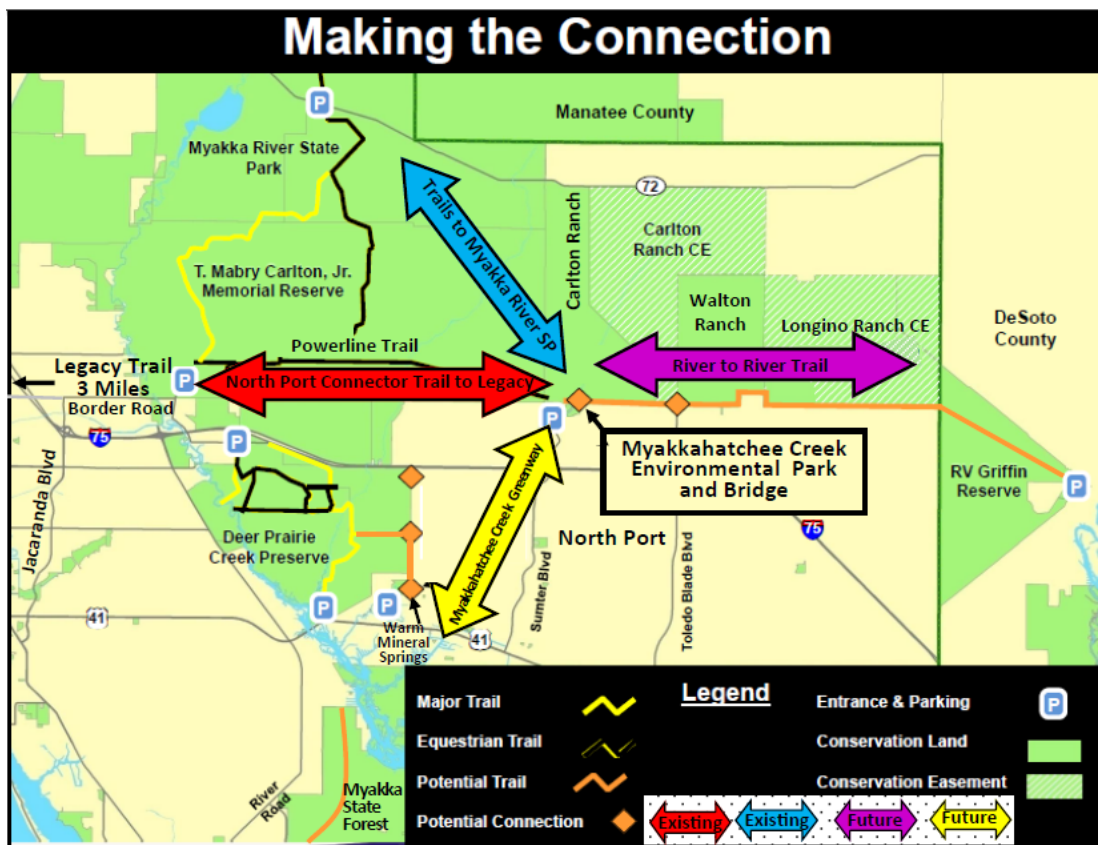 Making the Connection
P
Manatee County
Myakka River State
Park
72
Trails to Myakka River SP
Carlton Ranch
Carlton
Ranch CE
T. Mabry Carlton, Jr.
Memorial Reserve
Walton
Ranch
Longino Ranch CE
DeSoto
County
Powerline Trail
Legacy Trail
3 Miles
Border Road
P
North Port Connector Trail to Legacy
River to River Trail
75
P
P
Myakkahatchee Creek
Environmental Park
and Bridge
RV Griffin
Reserve
P
Jacaranda Blvd
Deer Prairie
Creek Preserve
Myakkahatchee Creek Greenway
North Port
75
Sumter Blvd
Toledo Blade Blvd
41
P
P
Warm
Mineral
Springs
41
Legend
Major Trail
Equestrian Trail
Potential Trail
Potential Connection
Entrance & Parking
P
Conservation Land
Conservation Easement
Existing
Existing
Future
Future
River
Road
Myakka
State
Forest